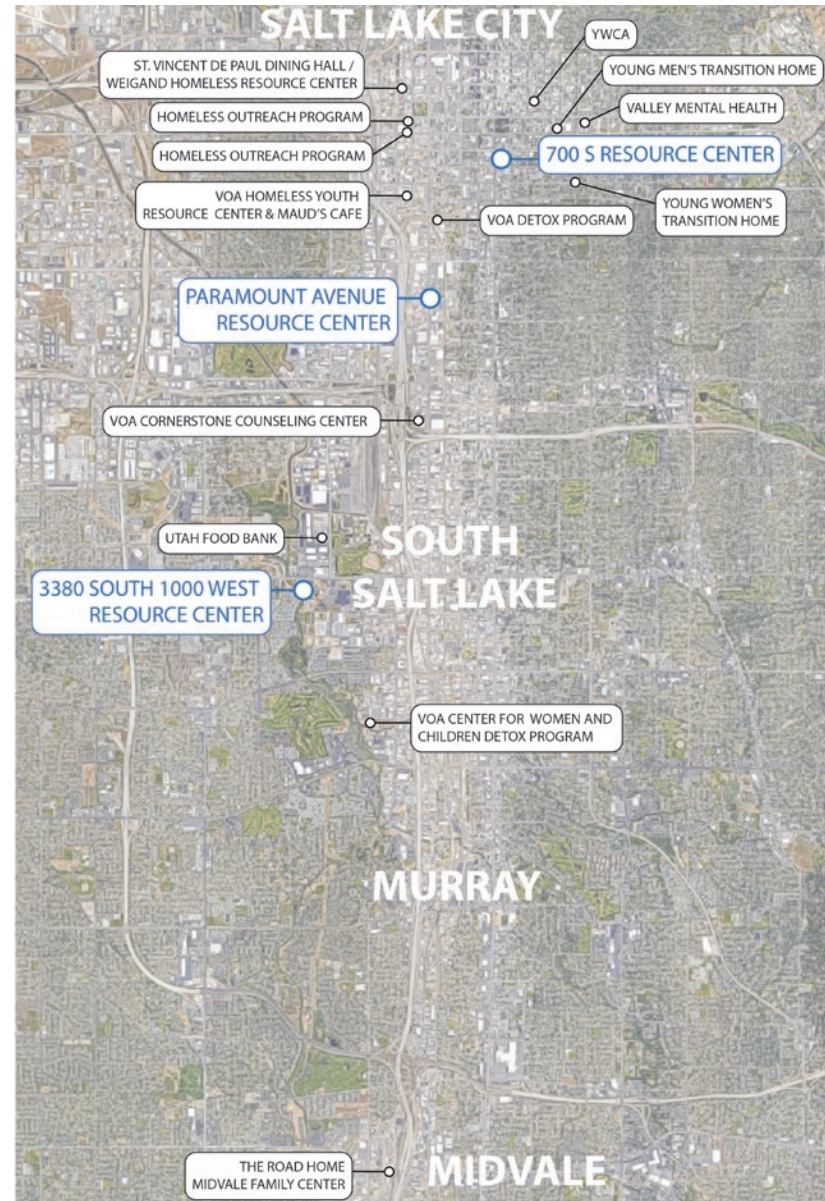 SALT LAKE CITY
YWCA
ST. VINCENT DE PAUL DINING HALL /
WEIGAND HOMELESS RESOURCE CENTER
YOUNG MEN'S TRANSITION HOME
VALLEY MENTAL HEALTH
HOMELESS OUTREACH PROGRAM
HOMELESS OUTREACH PROGRAM
700 S RESOURCE CENTER
VOA HOMELESS YOUTH
RESOURCE CENTER & MAUD'S CAFE
VOA DETOX PROGRAM
YOUNG WOMEN'S
TRANSITION HOME
PARAMOUNT AVENUE
RESOURCE CENTER
VOA CORNERSTONE COUNSELING CENTER
UTAH FOOD BANK
SOUTH
SALT LAKE
3380 SOUTH 1000 WEST
RESOURCE CENTER
VOA CENTER FOR WOMEN AND
CHILDREN DETOX PROGRAM
MURRAY
THE ROAD HOME
MIDVALE FAMILY CENTER
MIDVALE